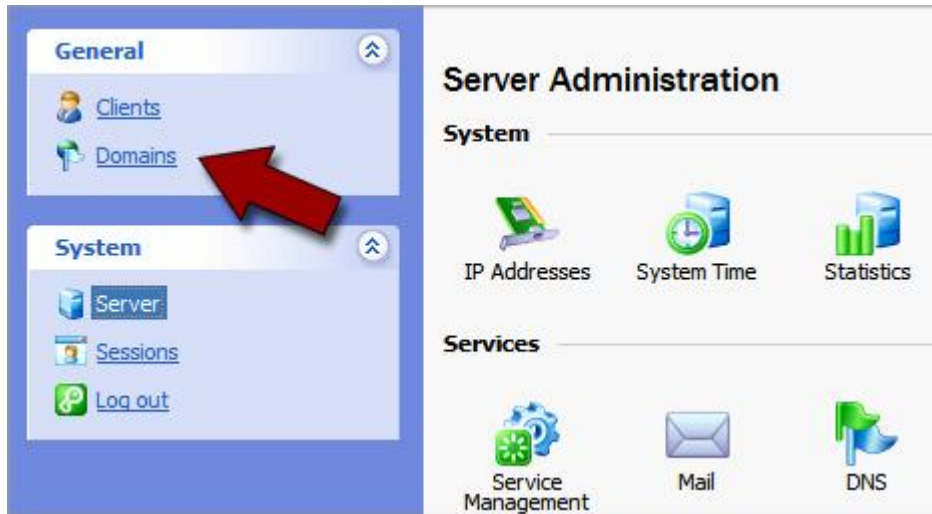 General
Clients
Domains
System
Server
Sessions
Log out
Server Administration
System
IP Addresses
System Time
Statistics
Services
Service
Management
Mail
DNS